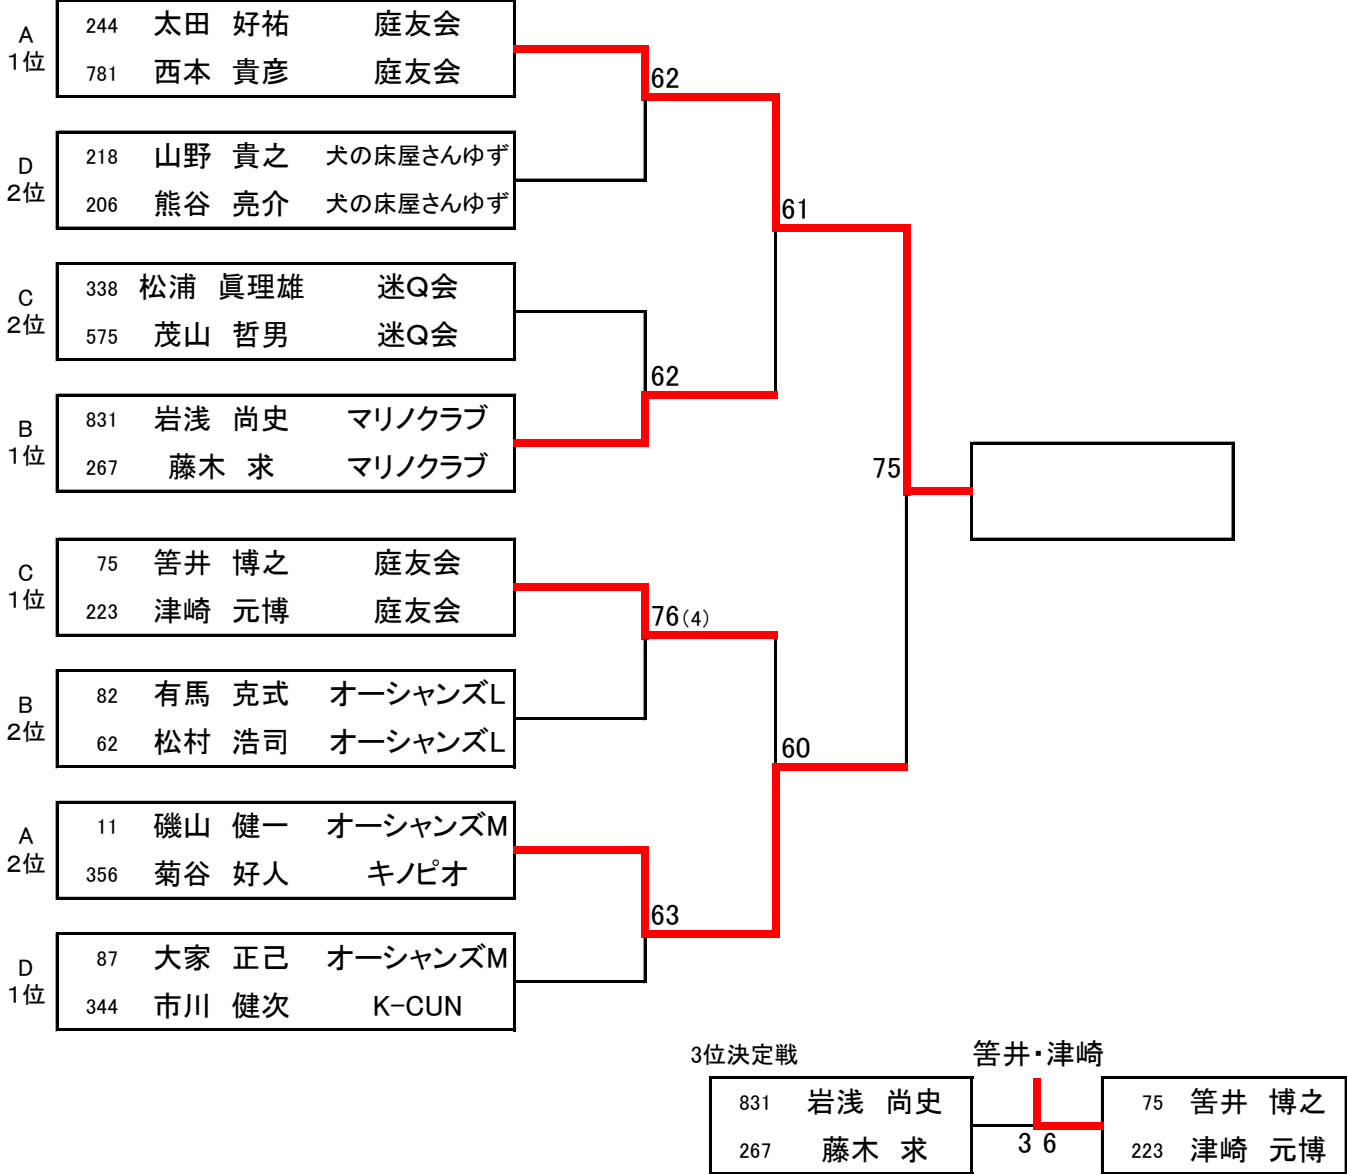 A
1位
244 太田 好祐 庭友会
781 西本 貴彦 庭友会
62
D
2位
218 山野 貴之 犬の床屋さんゆず
206 熊谷 亮介 犬の床屋さんゆず
61
C
2位
338 松浦 眞理雄 迷Q会
575 茂山 哲男 迷Q会
62
B
1位
831 岩浅 尚史 マリノクラブ
267 藤木 求 マリノクラブ
75
C
1位
75 筈井 博之 庭友会
223 津崎 元博 庭友会
76(4)
B
2位
82 有馬 克式 オーシャンズL
62 松村 浩司 オーシャンズL
60
A
2位
11 磯山 健一 オーシャンズM
356 菊谷 好人 キノピオ
63
D
1位
87 大家 正己 オーシャンズM
344 市川 健次 K-CUN
3位決定戦
筈井・津崎
831 岩浅 尚史
267 藤木 求
3 6
75 筈井 博之
223 津崎 元博